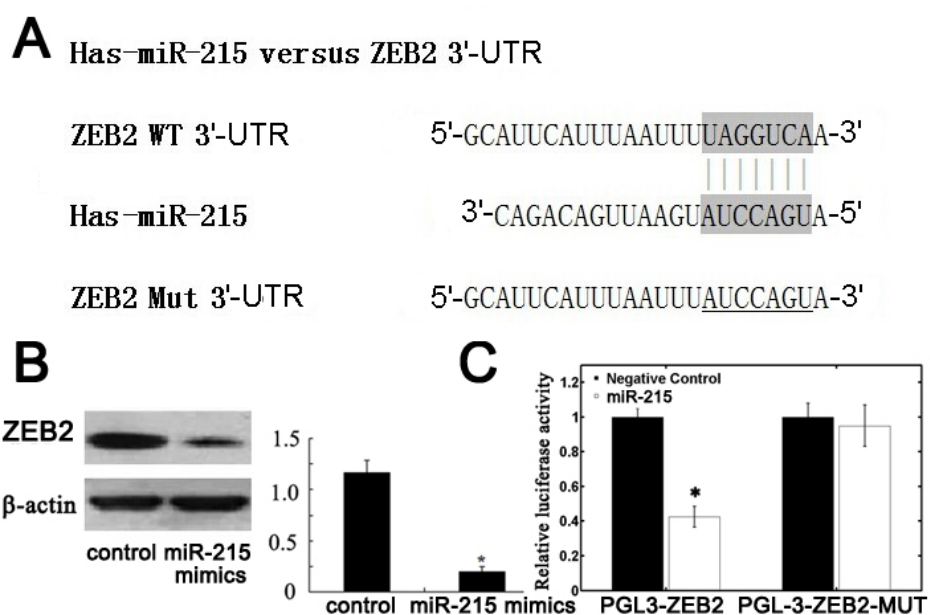 A
Has-miR-215 versus ZEB2 3'-UTR
ZEB2 WT 3'-UTR 5'-GCAUUCAUUUAAUUUUAGGUCAA-3'
Has-miR-215 3'-CAGACAGUUAAGUAUCCAGUA-5'
ZEB2 Mut 3'-UTR 5'-GCAUUCAUUUAAUUUAUCCAGUA-3'
B
ZEB2
β-actin
control miR-215 mimics
1.5
1.0
0.5
0
*
control miR-215 mimics
C
Relative luciferase activity
1.2
1
0.8
0.6
0.4
0.2
0
Negative Control
miR-215
*
PGL3-ZEB2 PGL-3-ZEB2-MUT